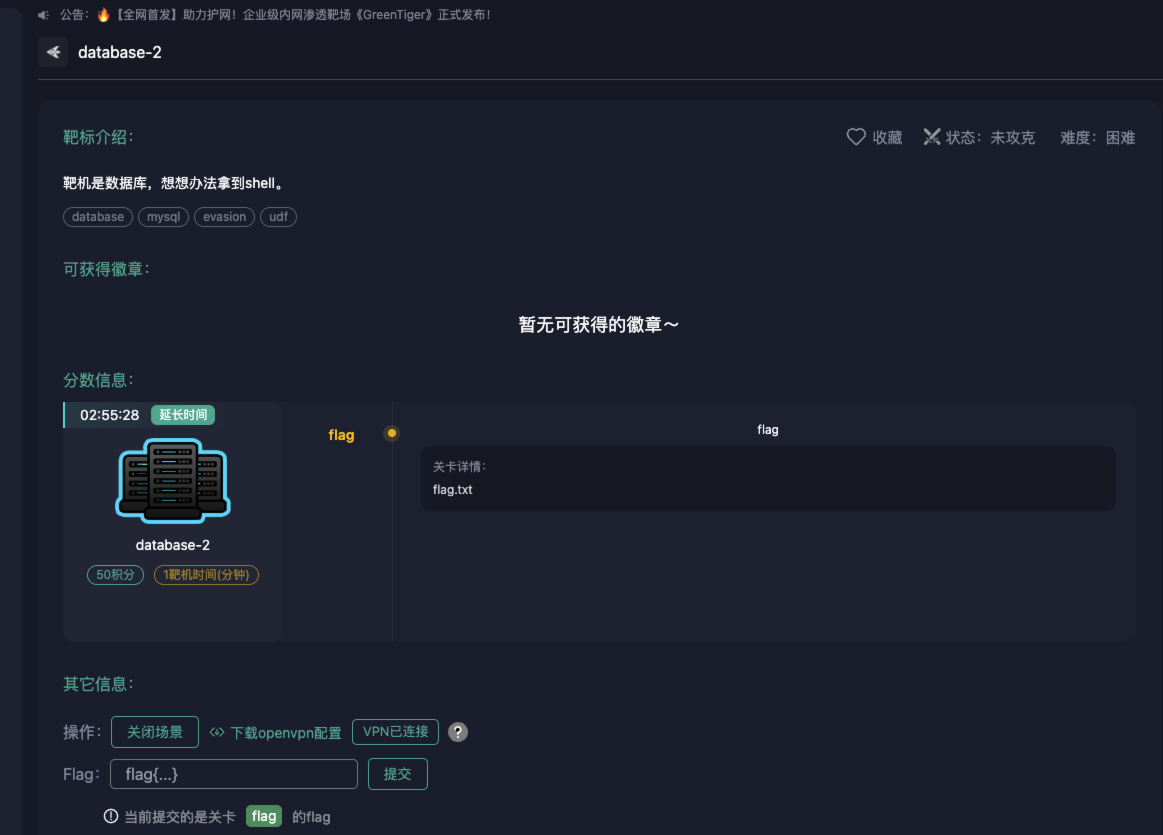 公告：🔥【全网首发】助力护网！企业级内网渗透靶场《GreenTiger》正式发布！
database-2
靶标介绍： 收藏 状态：未攻克 难度：困难
靶机是数据库，想想办法拿到shell。
database mysql evasion udf
可获得徽章：
暂无可获得的徽章～
分数信息：
02:55:28 延长时间
flag flag
关卡详情：
flag.txt
database-2
50积分 1靶机时间(分钟)
其它信息：
操作： 关闭场景 下载openvpn配置 VPN已连接 ?
Flag： flag{...} 提交
当前提交的是关卡 flag 的flag